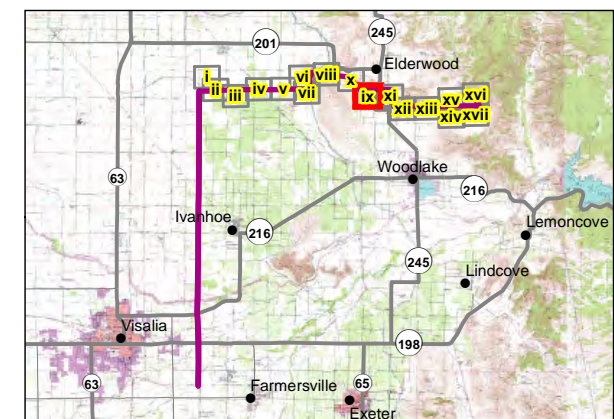 245
201
Elderwood
i
ii
iii
iv
v
vi
vii
viii
x
ix
xi
xii
xiii
xv
xvi
xiv
xvii
63
Woodlake
216
Ivanhoe
216
Lemoncove
245
Lindcove
Visalia
198
63
65
Farmersville
Exeter